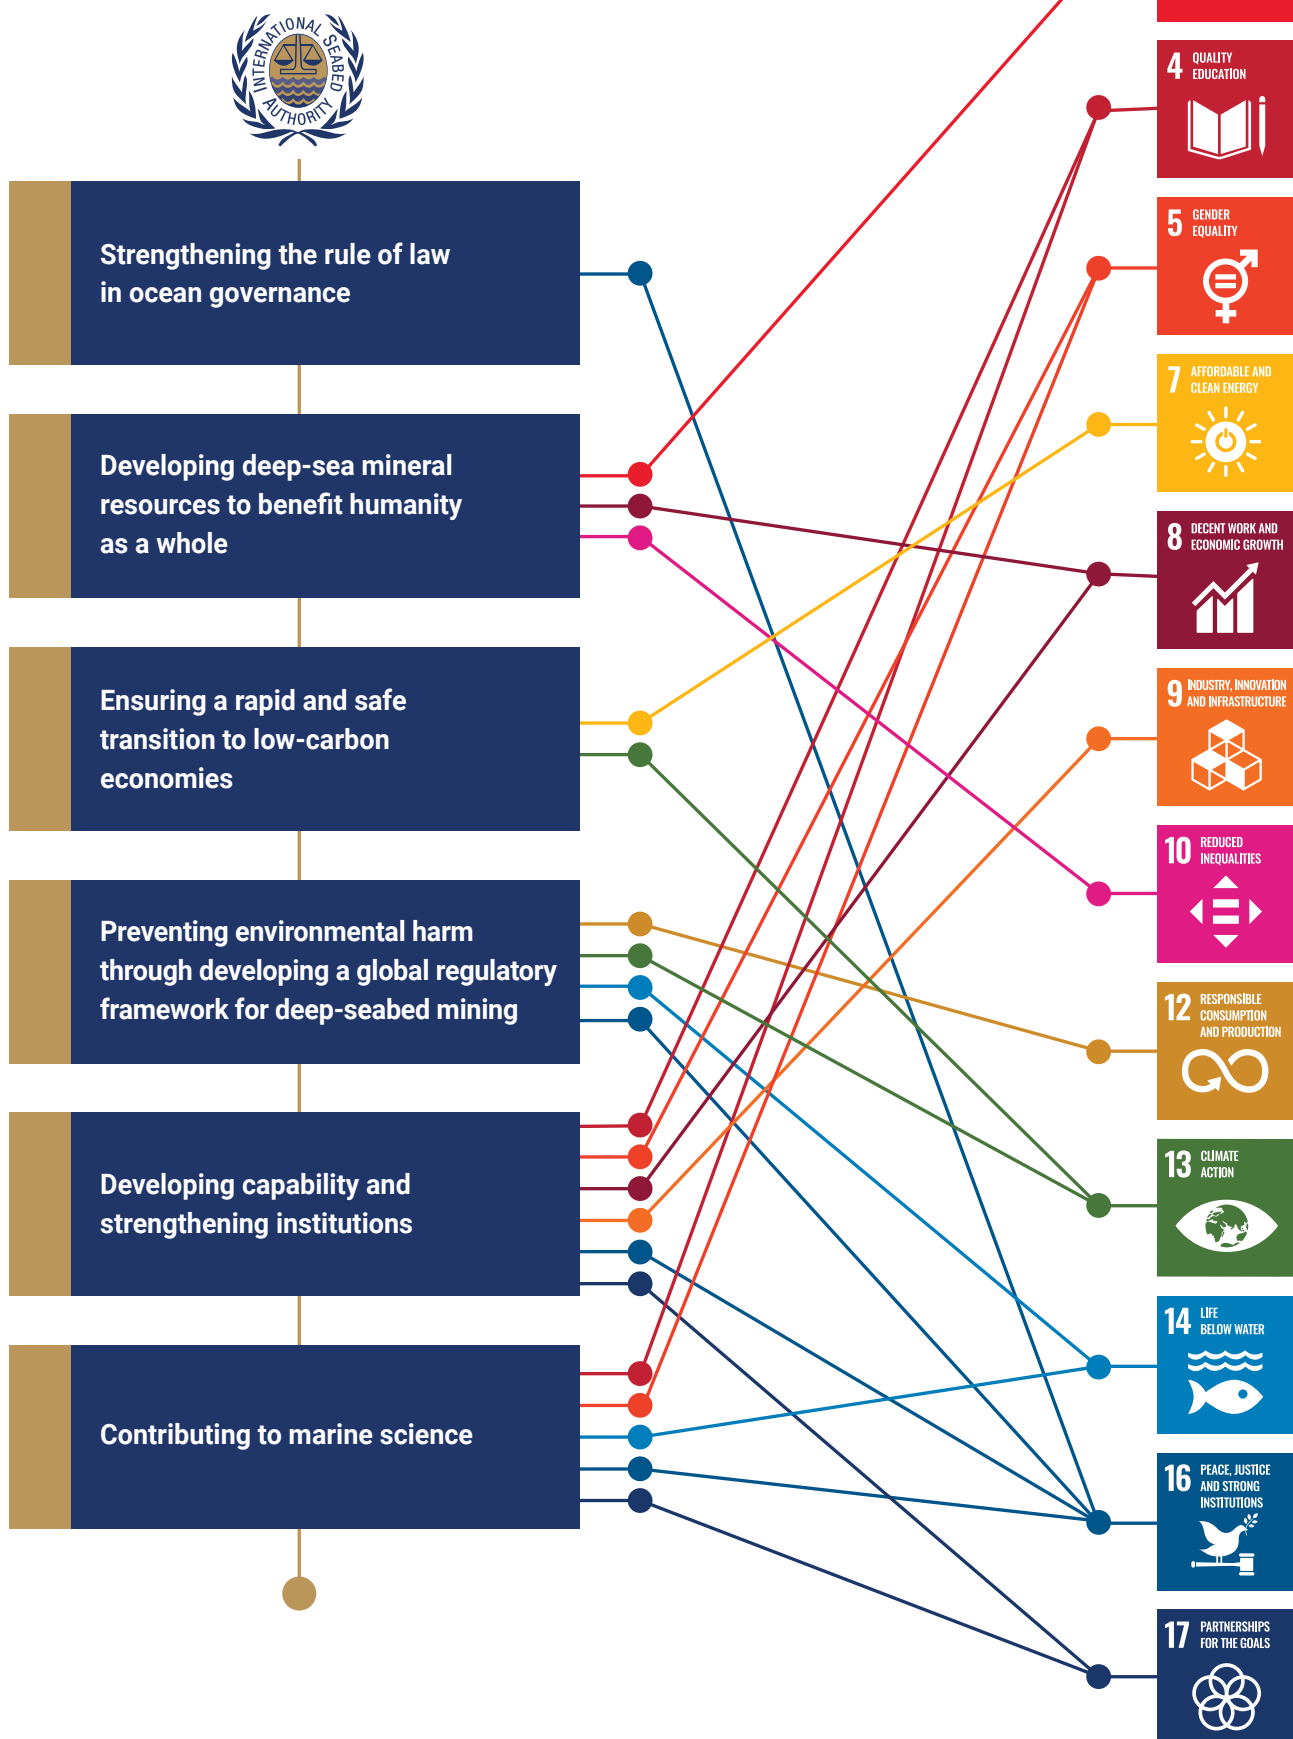 INTERNATIONAL SEABED
AUTHORITY
Strengthening the rule of law
in ocean governance
Developing deep-sea mineral
resources to benefit humanity
as a whole
Ensuring a rapid and safe
transition to low-carbon
economies
Preventing environmental harm
through developing a global regulatory
framework for deep-seabed mining
Developing capability and
strengthening institutions
Contributing to marine science
4 QUALITY
EDUCATION
5 GENDER
EQUALITY
7 AFFORDABLE AND
CLEAN ENERGY
8 DECENT WORK AND
ECONOMIC GROWTH
9 INDUSTRY, INNOVATION
AND INFRASTRUCTURE
10 REDUCED
INEQUALITIES
12 RESPONSIBLE
CONSUMPTION
AND PRODUCTION
13 CLIMATE
ACTION
14 LIFE
BELOW WATER
16 PEACE, JUSTICE
AND STRONG
INSTITUTIONS
17 PARTNERSHIPS
FOR THE GOALS